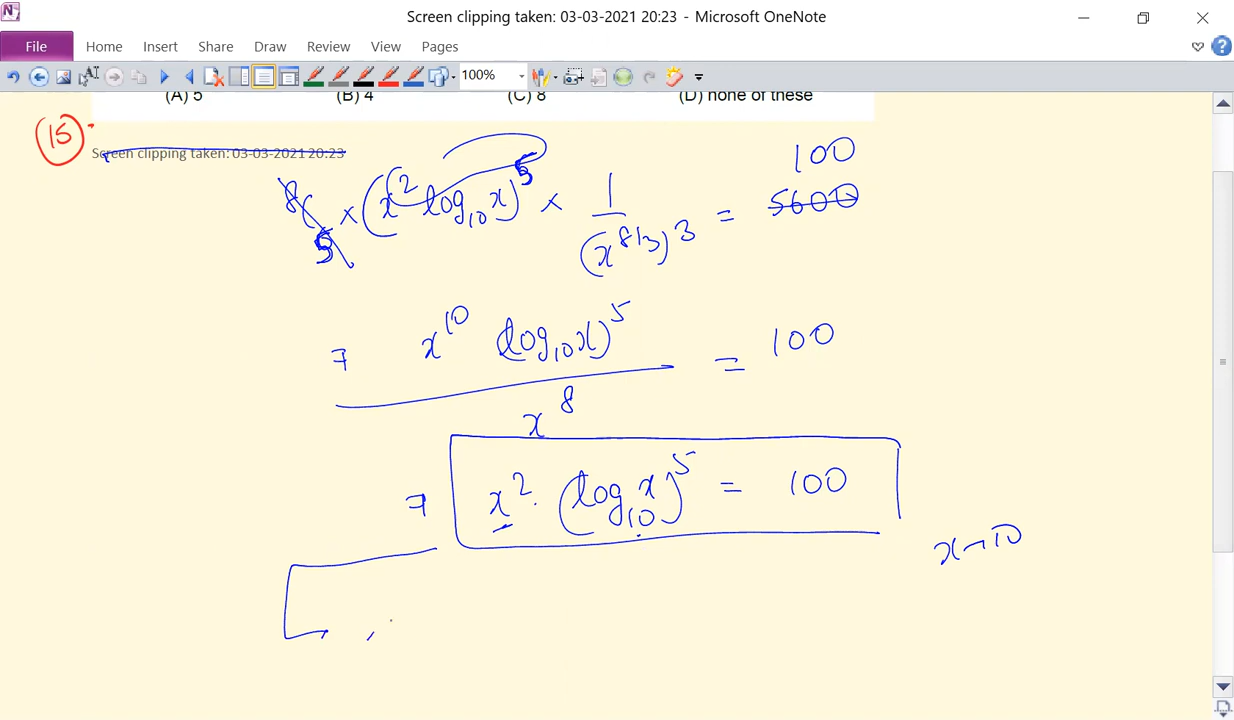 Screen clipping taken: 03-03-2021 20:23 - Microsoft OneNote
File Home Insert Share Draw Review View Pages
100%
(A) 5 (B) 4 (C) 8 (D) none of these
15
Screen clipping taken: 03-03-2021 20:23
100
8C5 × (x^2 log10 x)^5 × 1/(x^8/3)^3 = 5600
⇒ x^10 (log10 x)^5 / x^8 = 100
⇒ x^2 · (log10 x)^5 = 100
x = 10